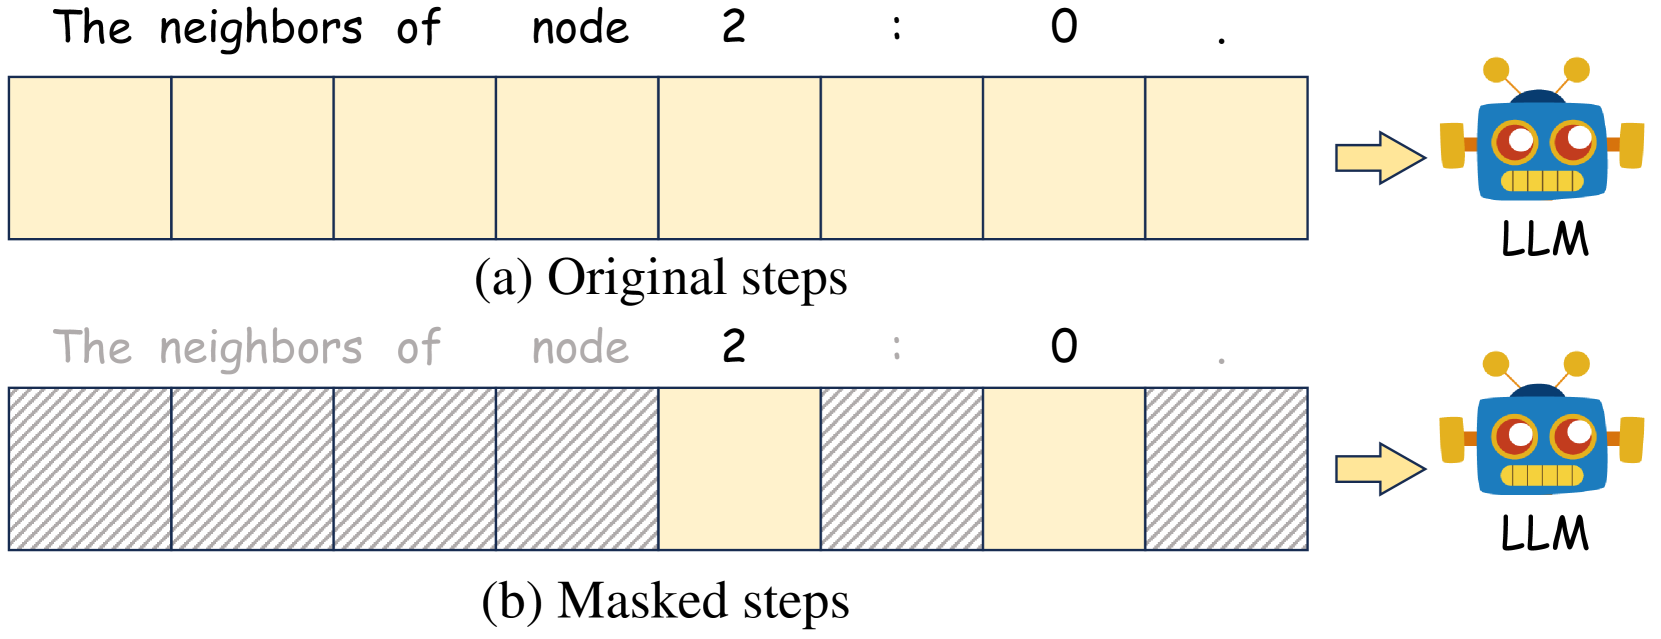 The neighbors of node 2 : 0 .
LLM
(a) Original steps
The neighbors of node 2 : 0 .
LLM
(b) Masked steps